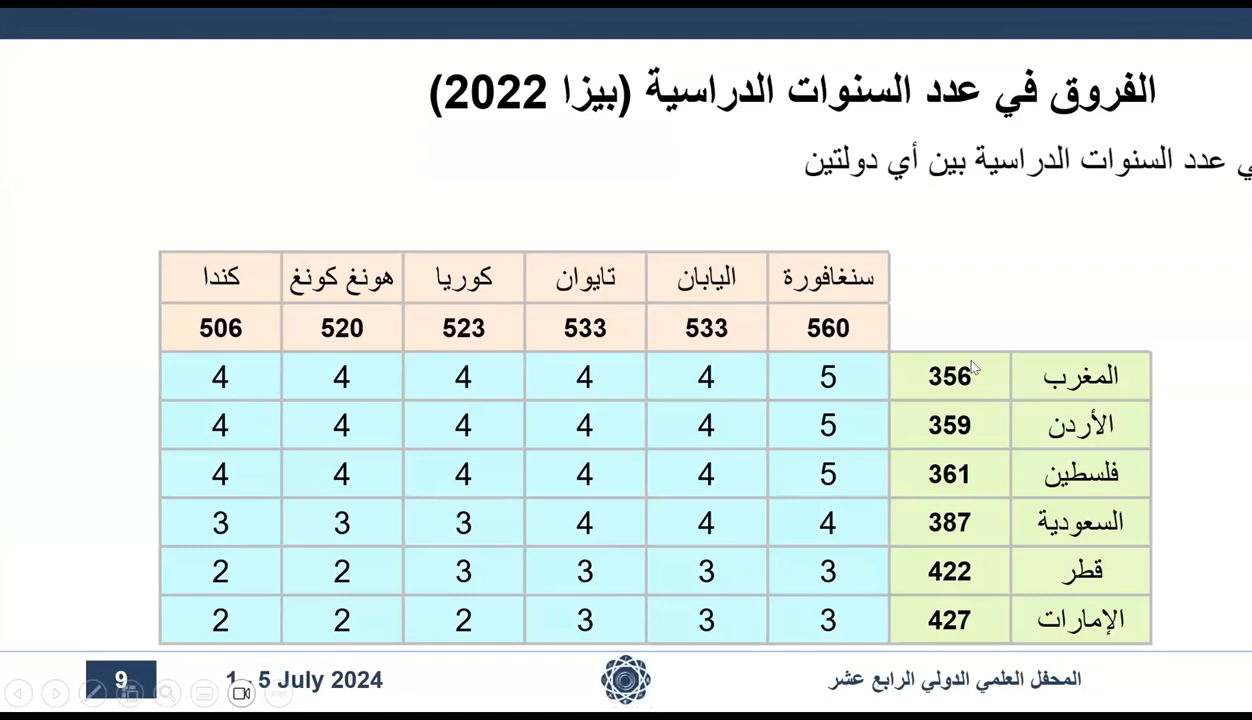 الفروق في عدد السنوات الدراسية (بيزا 2022)
عدد السنوات الدراسية بين أي دولتين
سنغافورة اليابان تايوان كوريا هونغ كونغ كندا
560 533 533 523 520 506
المغرب 356 5 4 4 4 4 4
الأردن 359 5 4 4 4 4 4
فلسطين 361 5 4 4 4 4 4
السعودية 387 4 4 4 3 3 3
قطر 422 3 3 3 3 2 2
الإمارات 427 3 3 3 2 2 2
المحفل العلمي الدولي الرابع عشر
1 - 5 July 2024
9